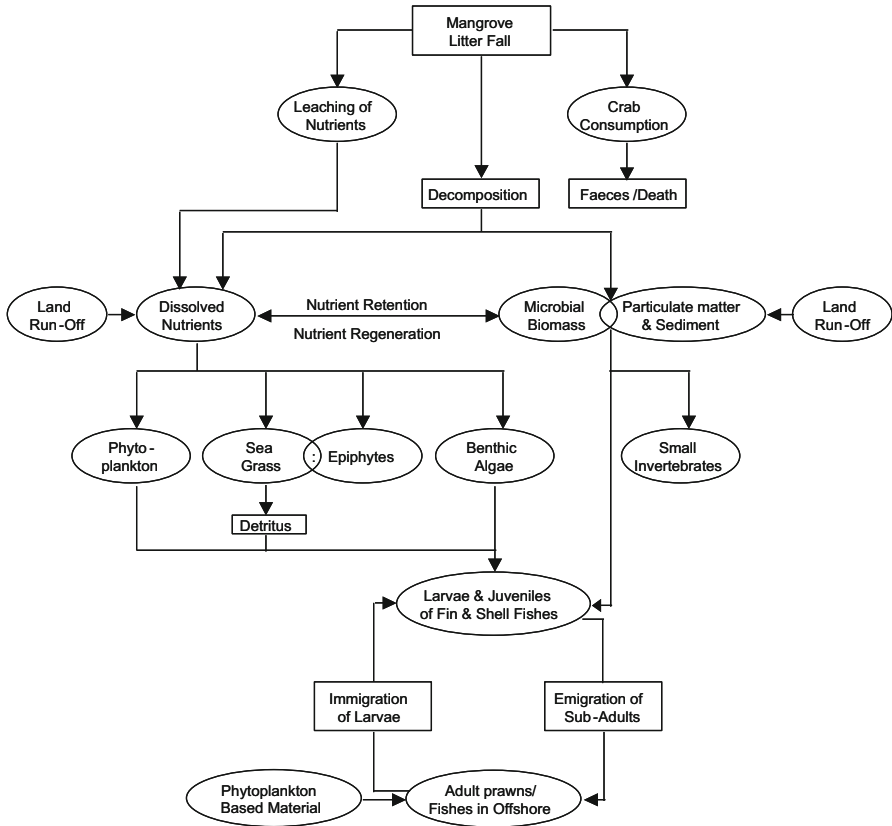 Mangrove
Litter Fall
Leaching of
Nutrients
Crab
Consumption
Decomposition
Faeces /Death
Land
Run-Off
Dissolved
Nutrients
Nutrient Retention
Nutrient Regeneration
Microbial
Biomass
Particulate matter
& Sediment
Land
Run-Off
Phyto-
plankton
Sea
Grass
:
Epiphytes
Benthic
Algae
Small
Invertebrates
Detritus
Larvae & Juveniles
of Fin & Shell Fishes
Immigration
of Larvae
Emigration of
Sub-Adults
Phytoplankton
Based Material
Adult prawns/
Fishes in Offshore